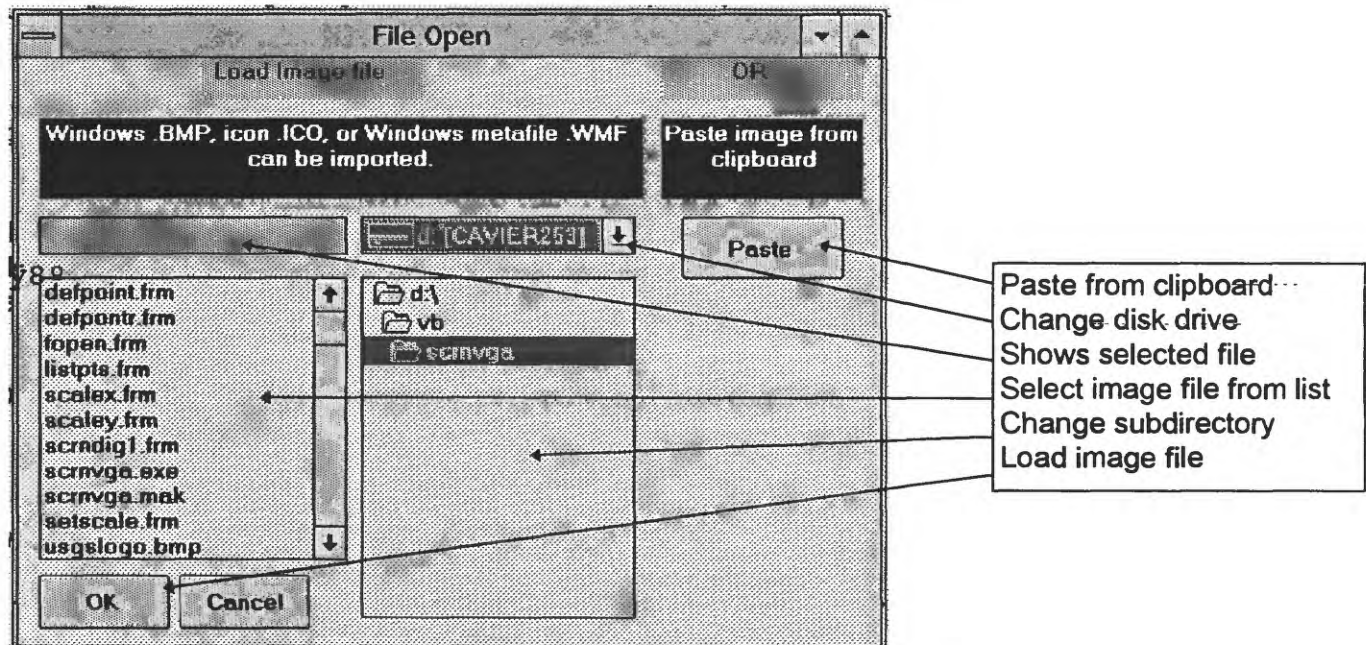 File Open
Load Image file
OR
Windows .BMP, icon .ICO, or Windows metafile .WMF
can be imported.
Paste image from
clipboard
d: [CAVIER253]
Paste
defpoint.frm
defpontr.frm
fopen.frm
listpts.frm
scalex.frm
scaley.frm
scrndig1.frm
scrnvga.exe
scrnvga.mak
setscale.frm
usgslogo.bmp
d:\
vb
scrnvga
OK
Cancel
Paste from clipboard
Change disk drive
Shows selected file
Select image file from list
Change subdirectory
Load image file